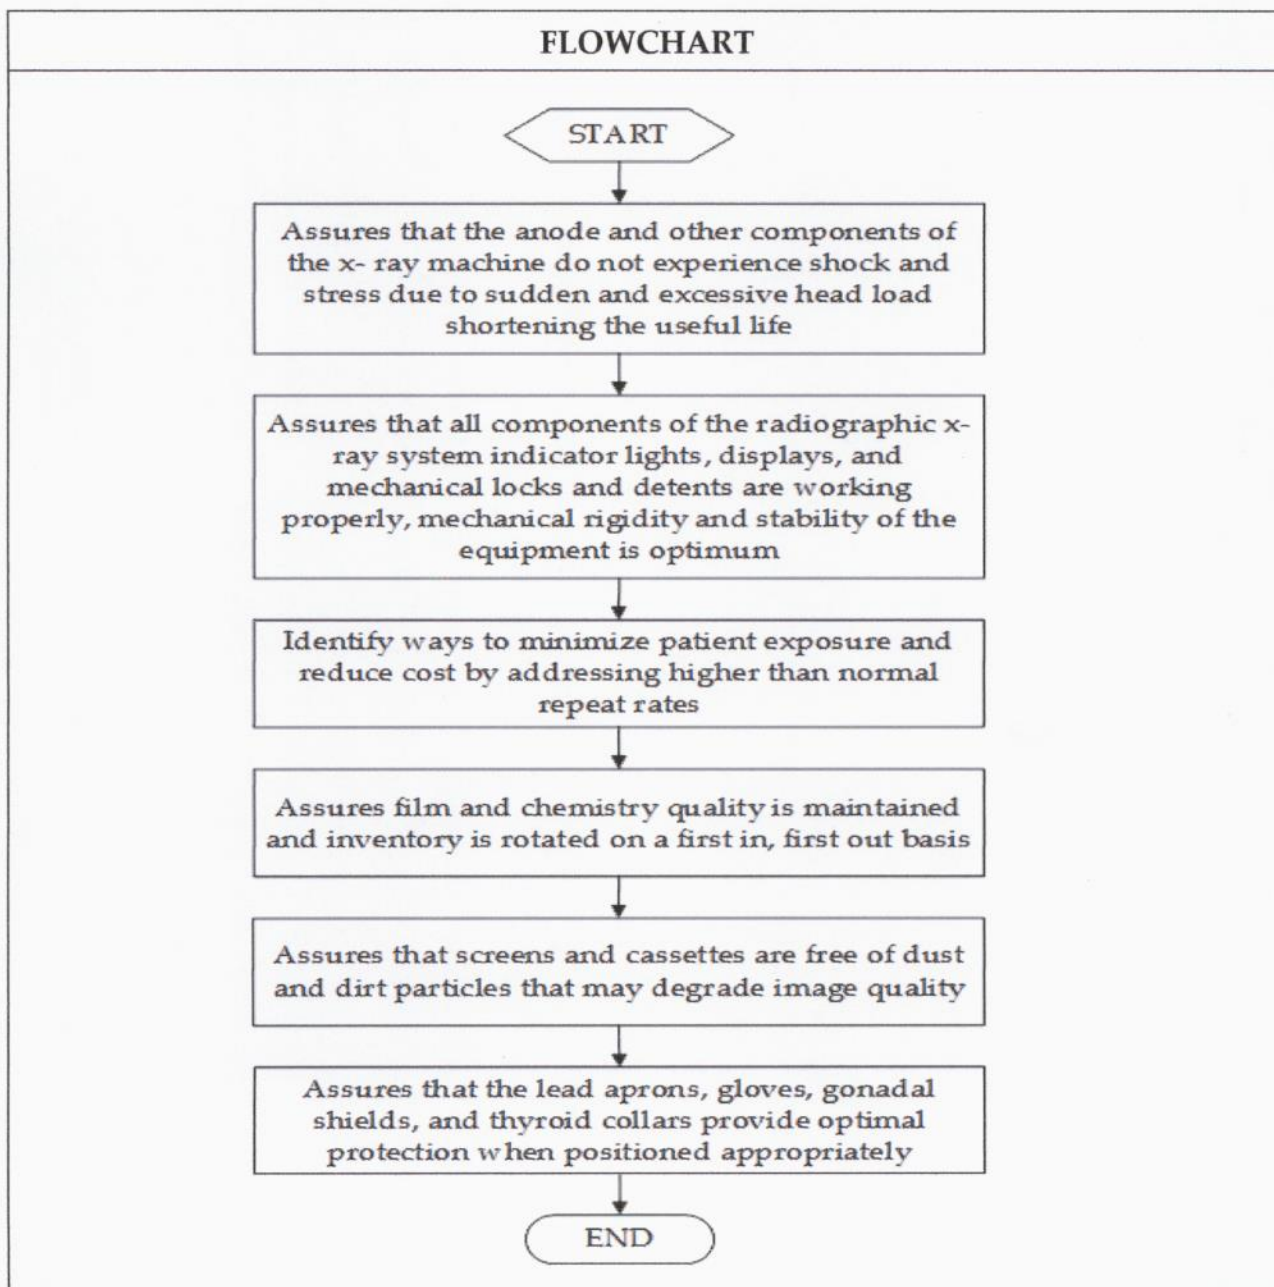 FLOWCHART
START
Assures that the anode and other components of
the x- ray machine do not experience shock and
stress due to sudden and excessive head load
shortening the useful life
Assures that all components of the radiographic x-
ray system indicator lights, displays, and
mechanical locks and detents are working
properly, mechanical rigidity and stability of the
equipment is optimum
Identify ways to minimize patient exposure and
reduce cost by addressing higher than normal
repeat rates
Assures film and chemistry quality is maintained
and inventory is rotated on a first in, first out basis
Assures that screens and cassettes are free of dust
and dirt particles that may degrade image quality
Assures that the lead aprons, gloves, gonadal
shields, and thyroid collars provide optimal
protection when positioned appropriately
END